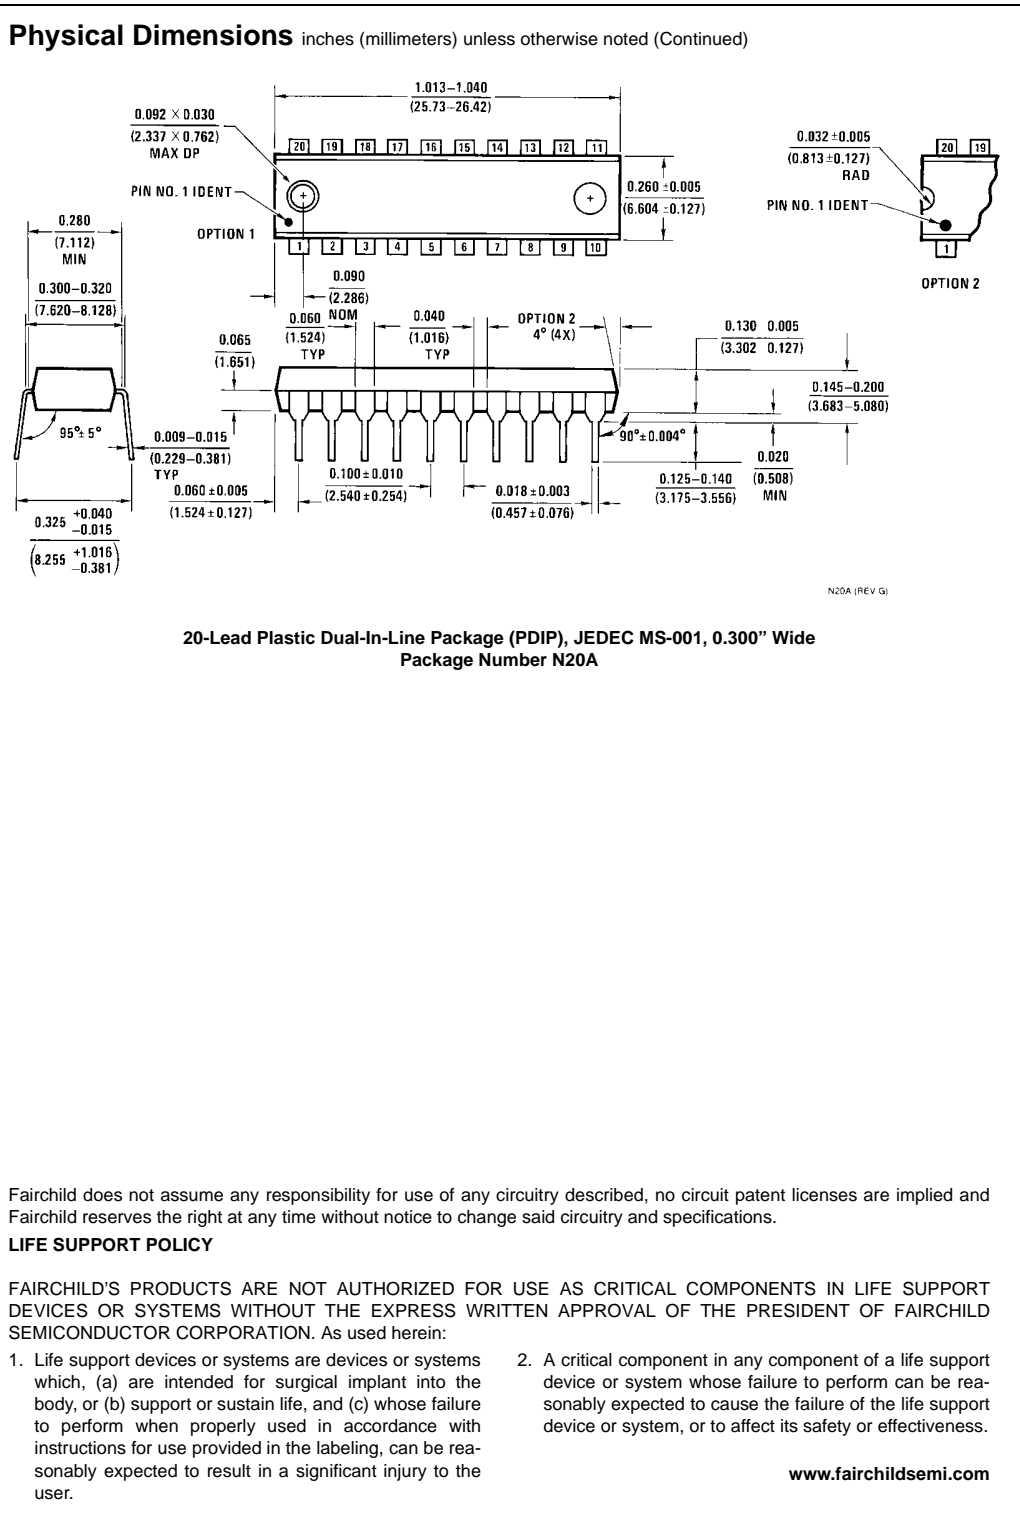 Physical Dimensions inches (millimeters) unless otherwise noted (Continued)
1.013–1.040
(25.73–26.42)
0.092 × 0.030
(2.337 × 0.762)
MAX DP
20 19 18 17 16 15 14 13 12 11
0.032 ±0.005
(0.813 ±0.127)
RAD
20 19
PIN NO. 1 IDENT
0.260 ±0.005
(6.604 ±0.127)
PIN NO. 1 IDENT
OPTION 1
1 2 3 4 5 6 7 8 9 10
1
OPTION 2
0.280
(7.112)
MIN
0.090
(2.286)
NOM
0.300–0.320
(7.620–8.128)
0.060
(1.524)
TYP
0.040
(1.016)
TYP
OPTION 2
4° (4X)
0.130 0.005
(3.302 0.127)
0.065
(1.651)
0.145–0.200
(3.683–5.080)
95°± 5°
90°±0.004°
0.009–0.015
(0.229–0.381)
TYP
0.100±0.010
(2.540±0.254)
0.020
(0.508)
MIN
0.125–0.140
(3.175–3.556)
0.060 ±0.005
(1.524 ±0.127)
0.018±0.003
(0.457±0.076)
0.325 +0.040
–0.015
(8.255 +1.016
–0.381)
N20A (REV G)
20-Lead Plastic Dual-In-Line Package (PDIP), JEDEC MS-001, 0.300” Wide
Package Number N20A
Fairchild does not assume any responsibility for use of any circuitry described, no circuit patent licenses are implied and
Fairchild reserves the right at any time without notice to change said circuitry and specifications.
LIFE SUPPORT POLICY
FAIRCHILD’S PRODUCTS ARE NOT AUTHORIZED FOR USE AS CRITICAL COMPONENTS IN LIFE SUPPORT
DEVICES OR SYSTEMS WITHOUT THE EXPRESS WRITTEN APPROVAL OF THE PRESIDENT OF FAIRCHILD
SEMICONDUCTOR CORPORATION. As used herein:
1. Life support devices or systems are devices or systems
which, (a) are intended for surgical implant into the
body, or (b) support or sustain life, and (c) whose failure
to perform when properly used in accordance with
instructions for use provided in the labeling, can be rea-
sonably expected to result in a significant injury to the
user.
2. A critical component in any component of a life support
device or system whose failure to perform can be rea-
sonably expected to cause the failure of the life support
device or system, or to affect its safety or effectiveness.
www.fairchildsemi.com